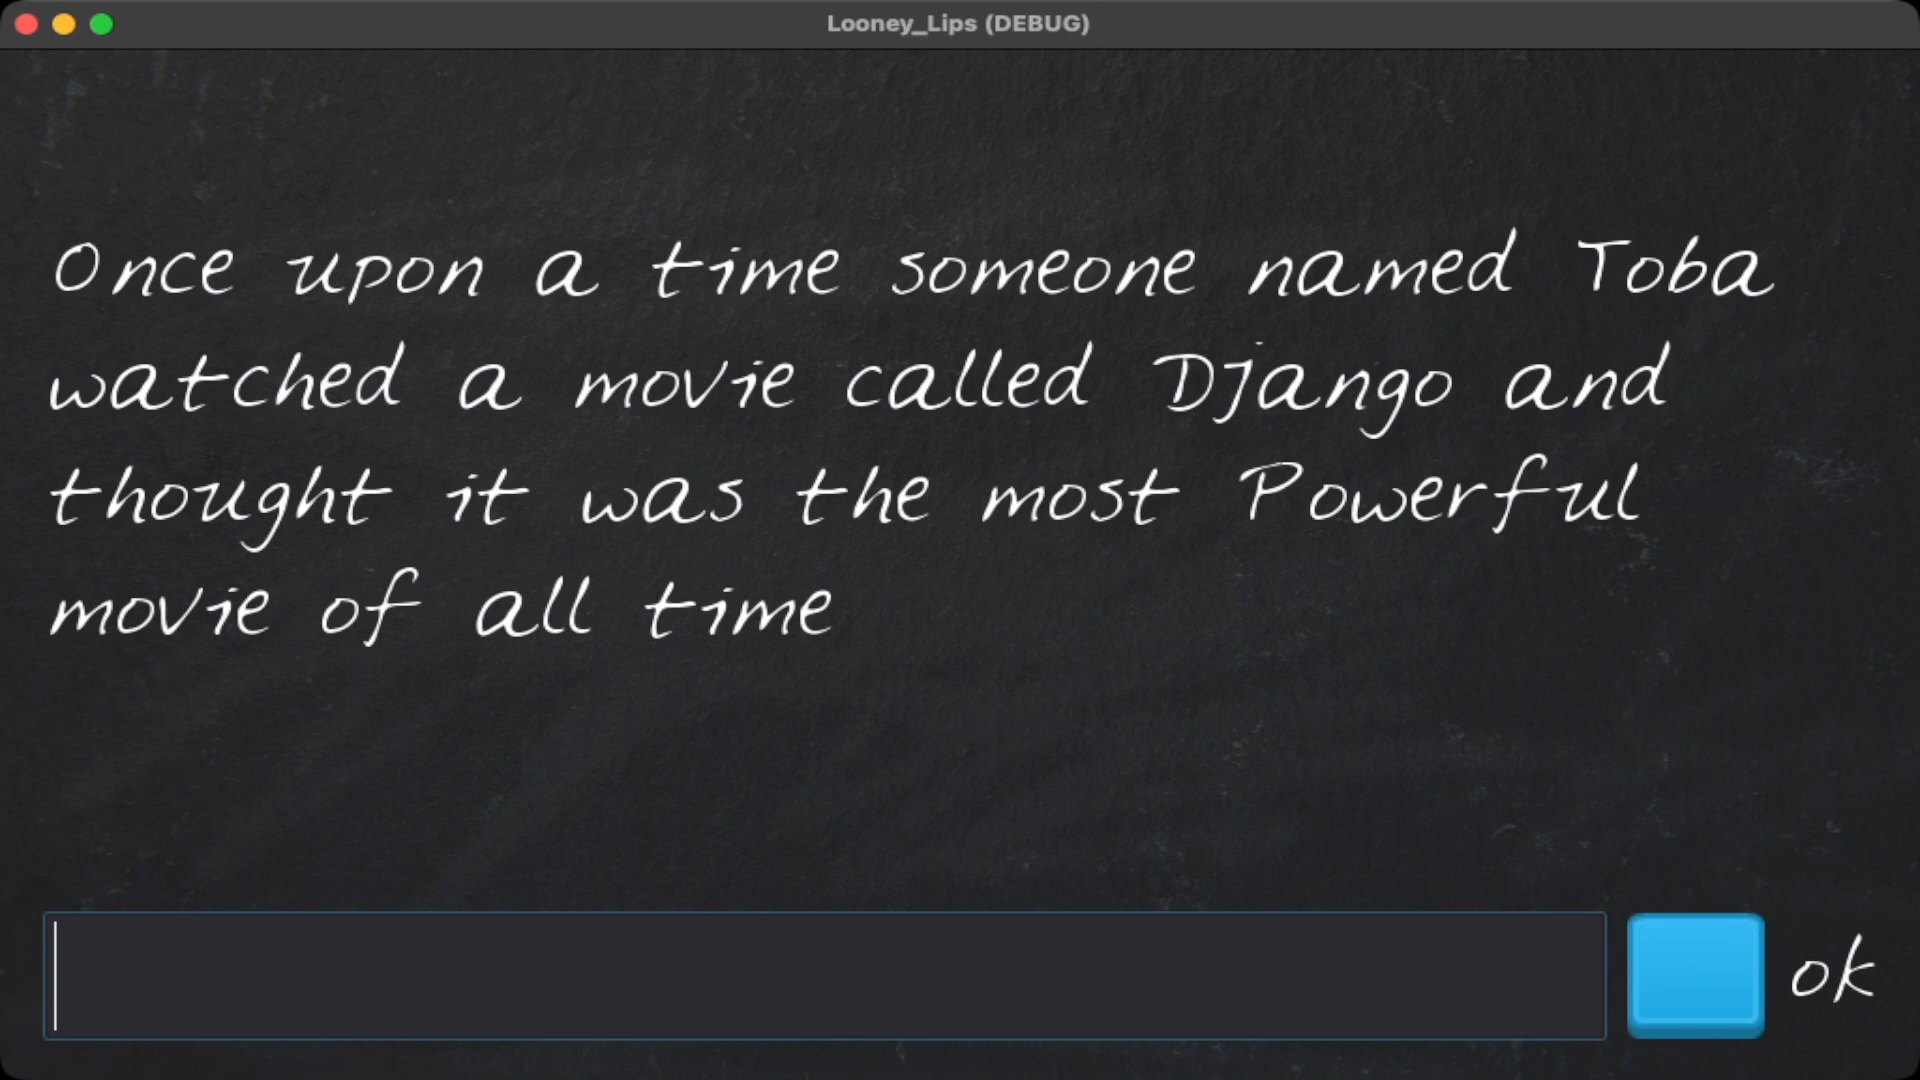 Looney_Lips (DEBUG)
Once upon a time someone named Toba
watched a movie called Django and
thought it was the most Powerful
movie of all time
ok